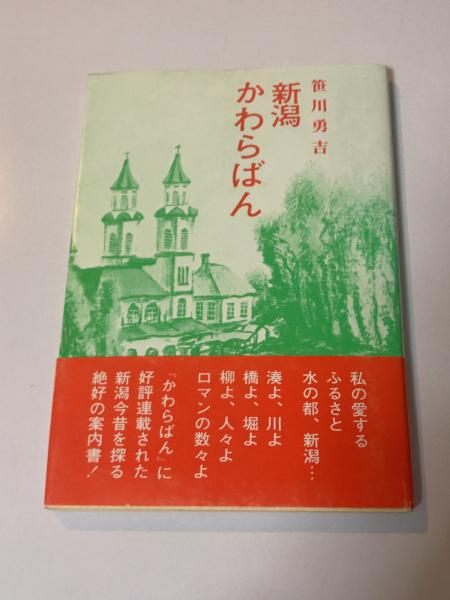 笹川勇吉
新潟
かわらばん
私の愛する
ふるさと
水の都、新潟…
湊よ、川よ
橋よ、堀よ
柳よ、人々よ
ロマンの数々よ
『かわらばん』に
好評連載された
新潟今昔を探る
絶好の案内書！